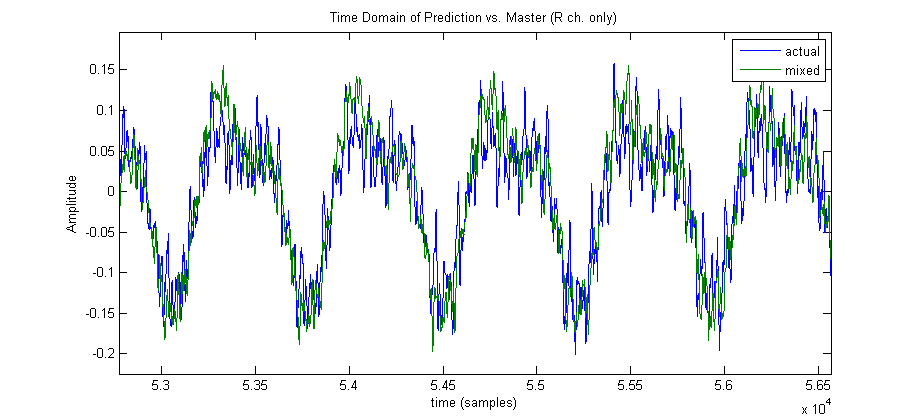 Time Domain of Prediction vs. Master (R ch. only)
actual
mixed
0.15
0.1
0.05
0
-0.05
-0.1
-0.15
-0.2
Amplitude
5.3 5.35 5.4 5.45 5.5 5.55 5.6 5.65
time (samples)
x 10^4